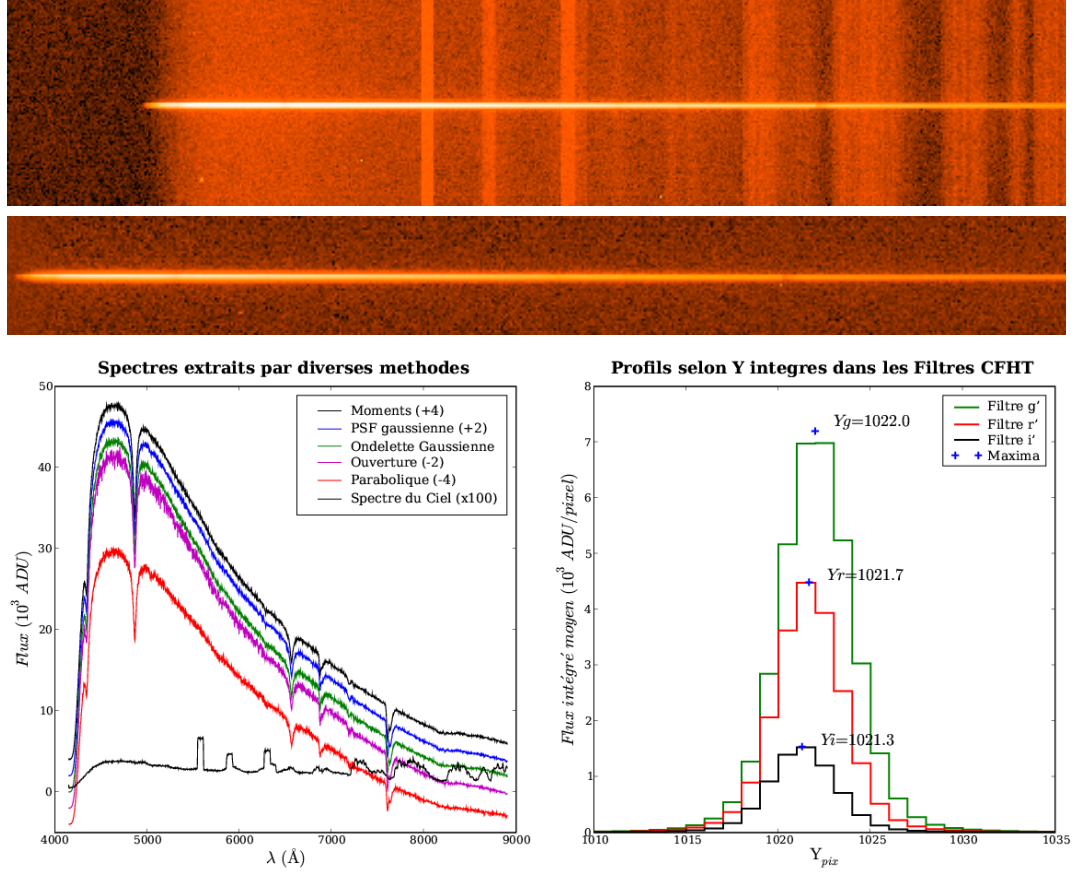 Spectres extraits par diverses methodes
50
40
30
20
10
0
Flux (10³ ADU)
4000 5000 6000 7000 8000 9000
λ (Å)
Moments (+4)
PSF gaussienne (+2)
Ondelette Gaussienne
Ouverture (-2)
Parabolique (-4)
Spectre du Ciel (x100)
Profils selon Y integres dans les Filtres CFHT
8
7
6
5
4
3
2
1
0
Flux intégré moyen (10³ ADU/pixel)
1010 1015 1020 1025 1030 1035
Y_pix
Filtre g'
Filtre r'
Filtre i'
Maxima
Yg=1022.0
Yr=1021.7
Yi=1021.3